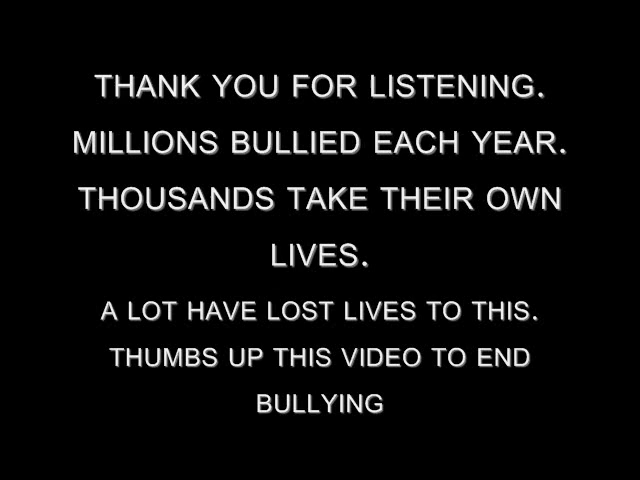 THANK YOU FOR LISTENING.
MILLIONS BULLIED EACH YEAR.
THOUSANDS TAKE THEIR OWN
LIVES.
A LOT HAVE LOST LIVES TO THIS.
THUMBS UP THIS VIDEO TO END
BULLYING